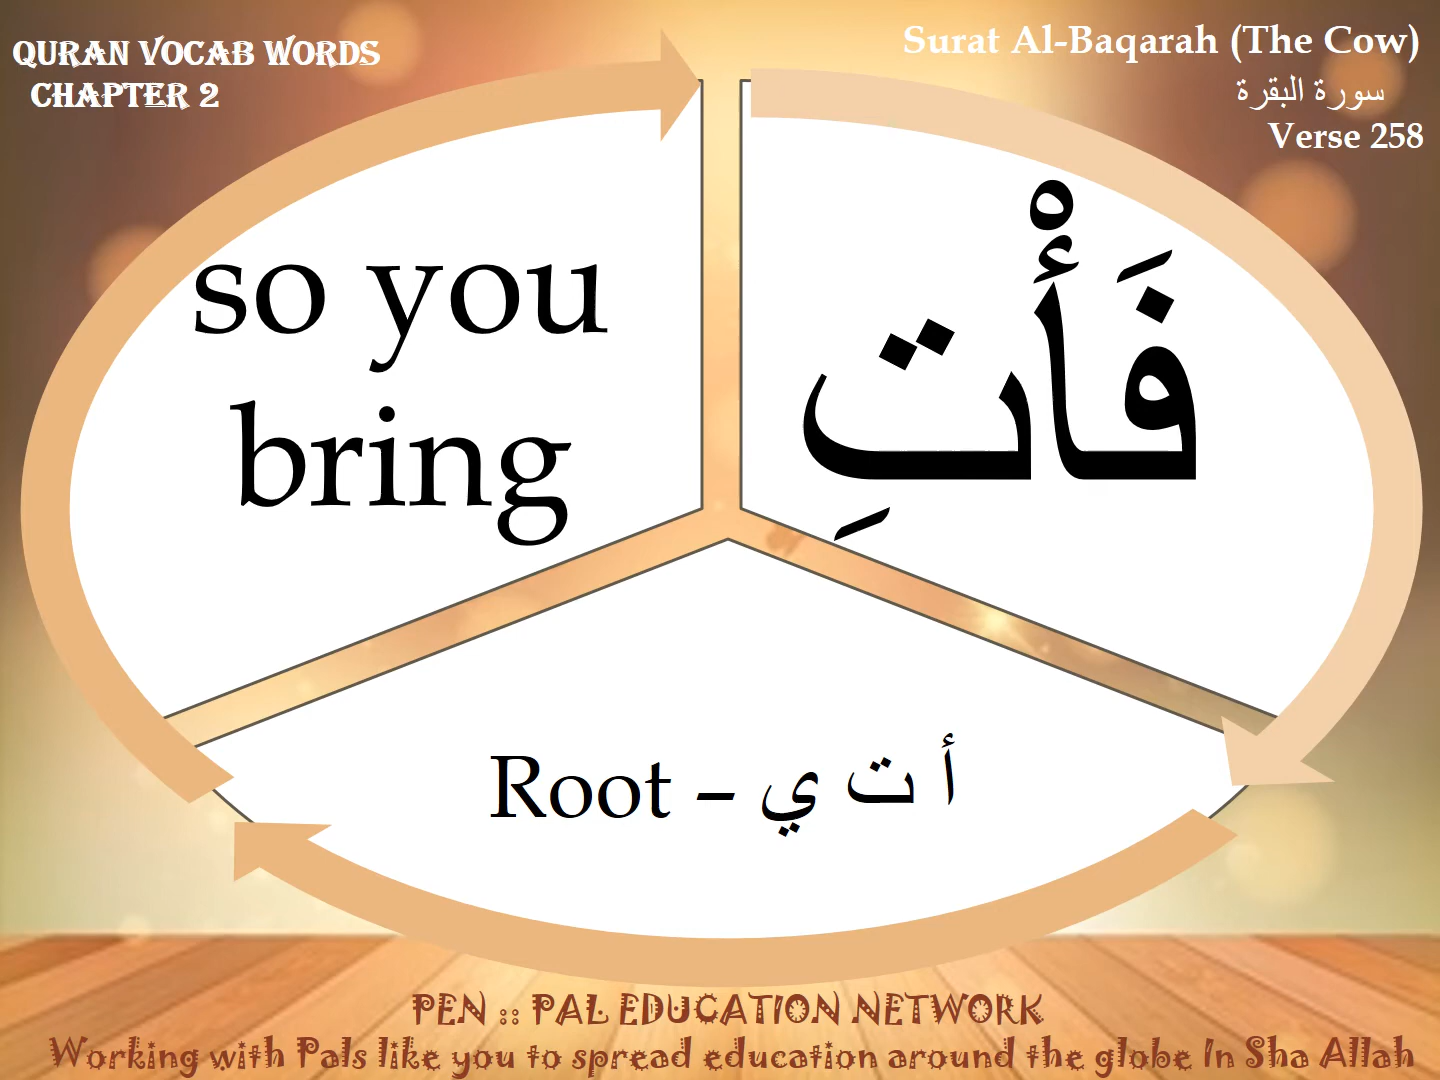 QURAN VOCAB WORDS
CHAPTER 2
Surat Al-Baqarah (The Cow)
سورة البقرة
Verse 258
so you
bring
فَأْتِ
Root – أ ت ي
PEN :: PAL EDUCATION NETWORK
Working with Pals like you to spread education around the globe In Sha Allah